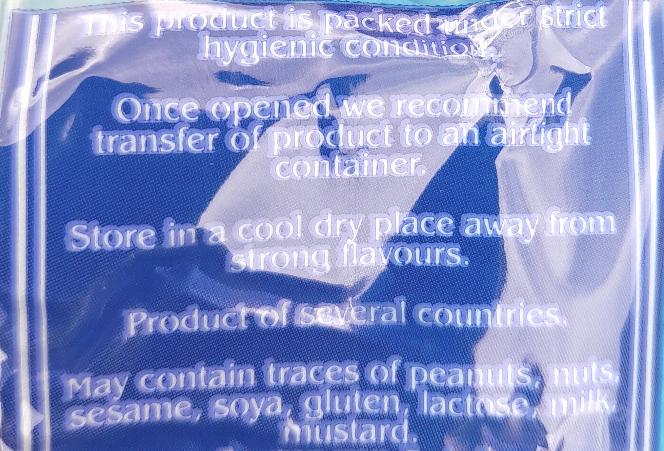 This product is packed under strict
hygienic condition.
Once opened we recommend
transfer of product to an airtight
container.
Store in a cool dry place away from
strong flavours.
Product of several countries.
May contain traces of peanuts, nuts,
sesame, soya, gluten, lactose, milk,
mustard.